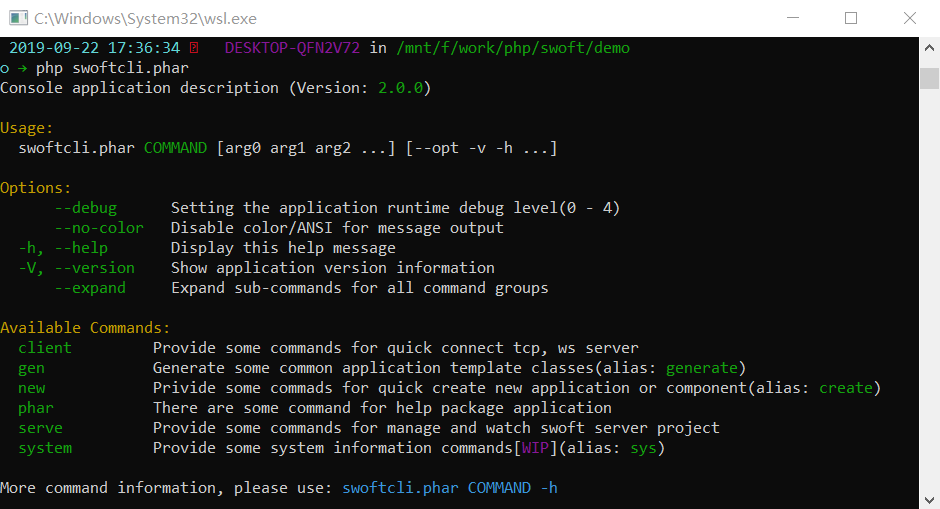 C:\Windows\System32\wsl.exe
2019-09-22 17:36:34 DESKTOP-QFN2V72 in /mnt/f/work/php/swoft/demo
o → php swoftcli.phar
Console application description (Version: 2.0.0)
Usage:
swoftcli.phar COMMAND [arg0 arg1 arg2 ...] [--opt -v -h ...]
Options:
--debug Setting the application runtime debug level(0 - 4)
--no-color Disable color/ANSI for message output
-h, --help Display this help message
-V, --version Show application version information
--expand Expand sub-commands for all command groups
Available Commands:
client Provide some commands for quick connect tcp, ws server
gen Generate some common application template classes(alias: generate)
new Privide some commads for quick create new application or component(alias: create)
phar There are some command for help package application
serve Provide some commands for manage and watch swoft server project
system Provide some system information commands[WIP](alias: sys)
More command information, please use: swoftcli.phar COMMAND -h